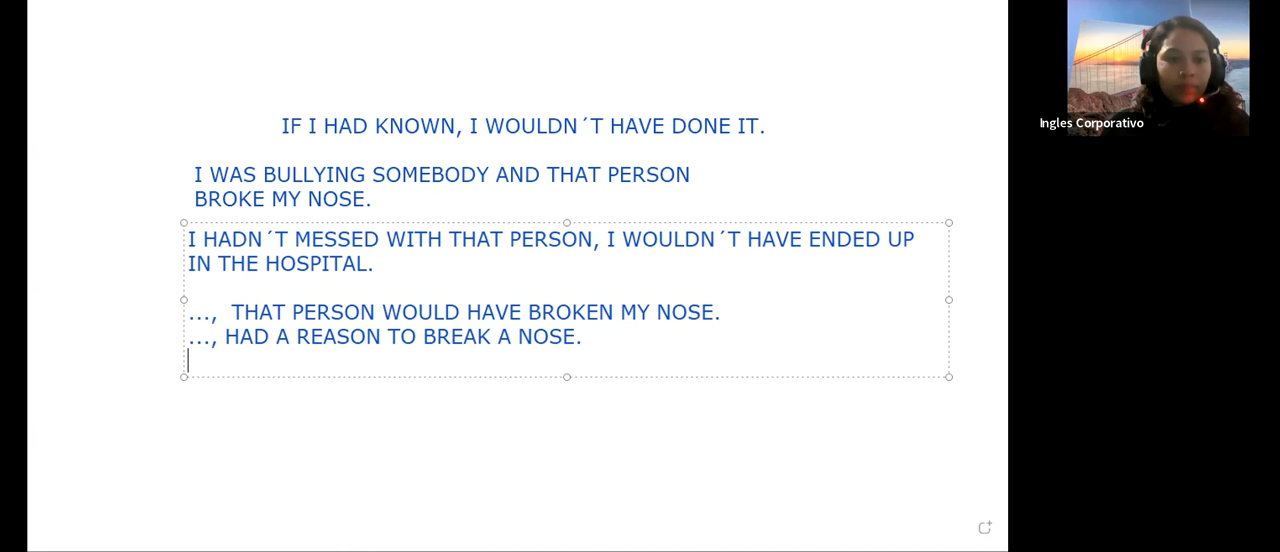 IF I HAD KNOWN, I WOULDN´T HAVE DONE IT.
I WAS BULLYING SOMEBODY AND THAT PERSON
BROKE MY NOSE.
I HADN´T MESSED WITH THAT PERSON, I WOULDN´T HAVE ENDED UP
IN THE HOSPITAL.
..., THAT PERSON WOULD HAVE BROKEN MY NOSE.
..., HAD A REASON TO BREAK A NOSE.
Ingles Corporativo